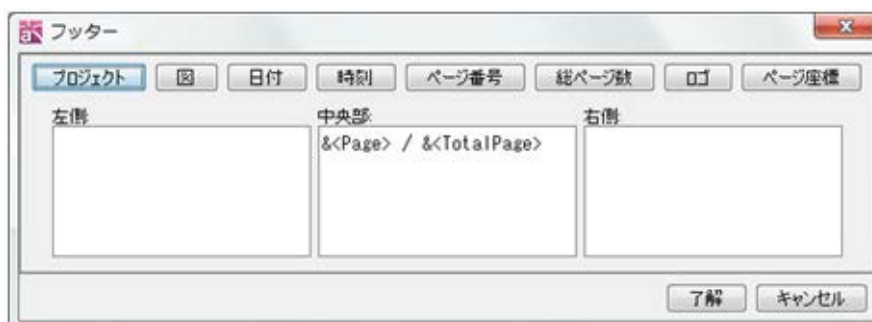 フッター
プロジェクト 図 日付 時刻 ページ番号 総ページ数 ロゴ ページ座標
左側: 中央部: 右側:
&<Page> / &<TotalPage>
了解 キャンセル